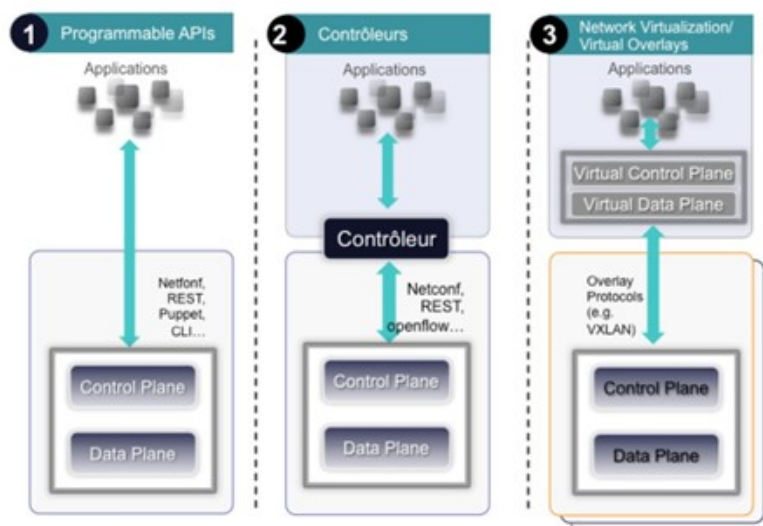 1
Programmable APIs
Applications
Netfonf,
REST,
Puppet,
CLI...
Control Plane
Data Plane
2
Contrôleurs
Applications
Contrôleur
Netconf,
REST,
openflow...
Control Plane
Data Plane
3
Network Virtualization/
Virtual Overlays
Applications
Virtual Control Plane
Virtual Data Plane
Overlay
Protocols
(e.g.
VXLAN)
Control Plane
Data Plane